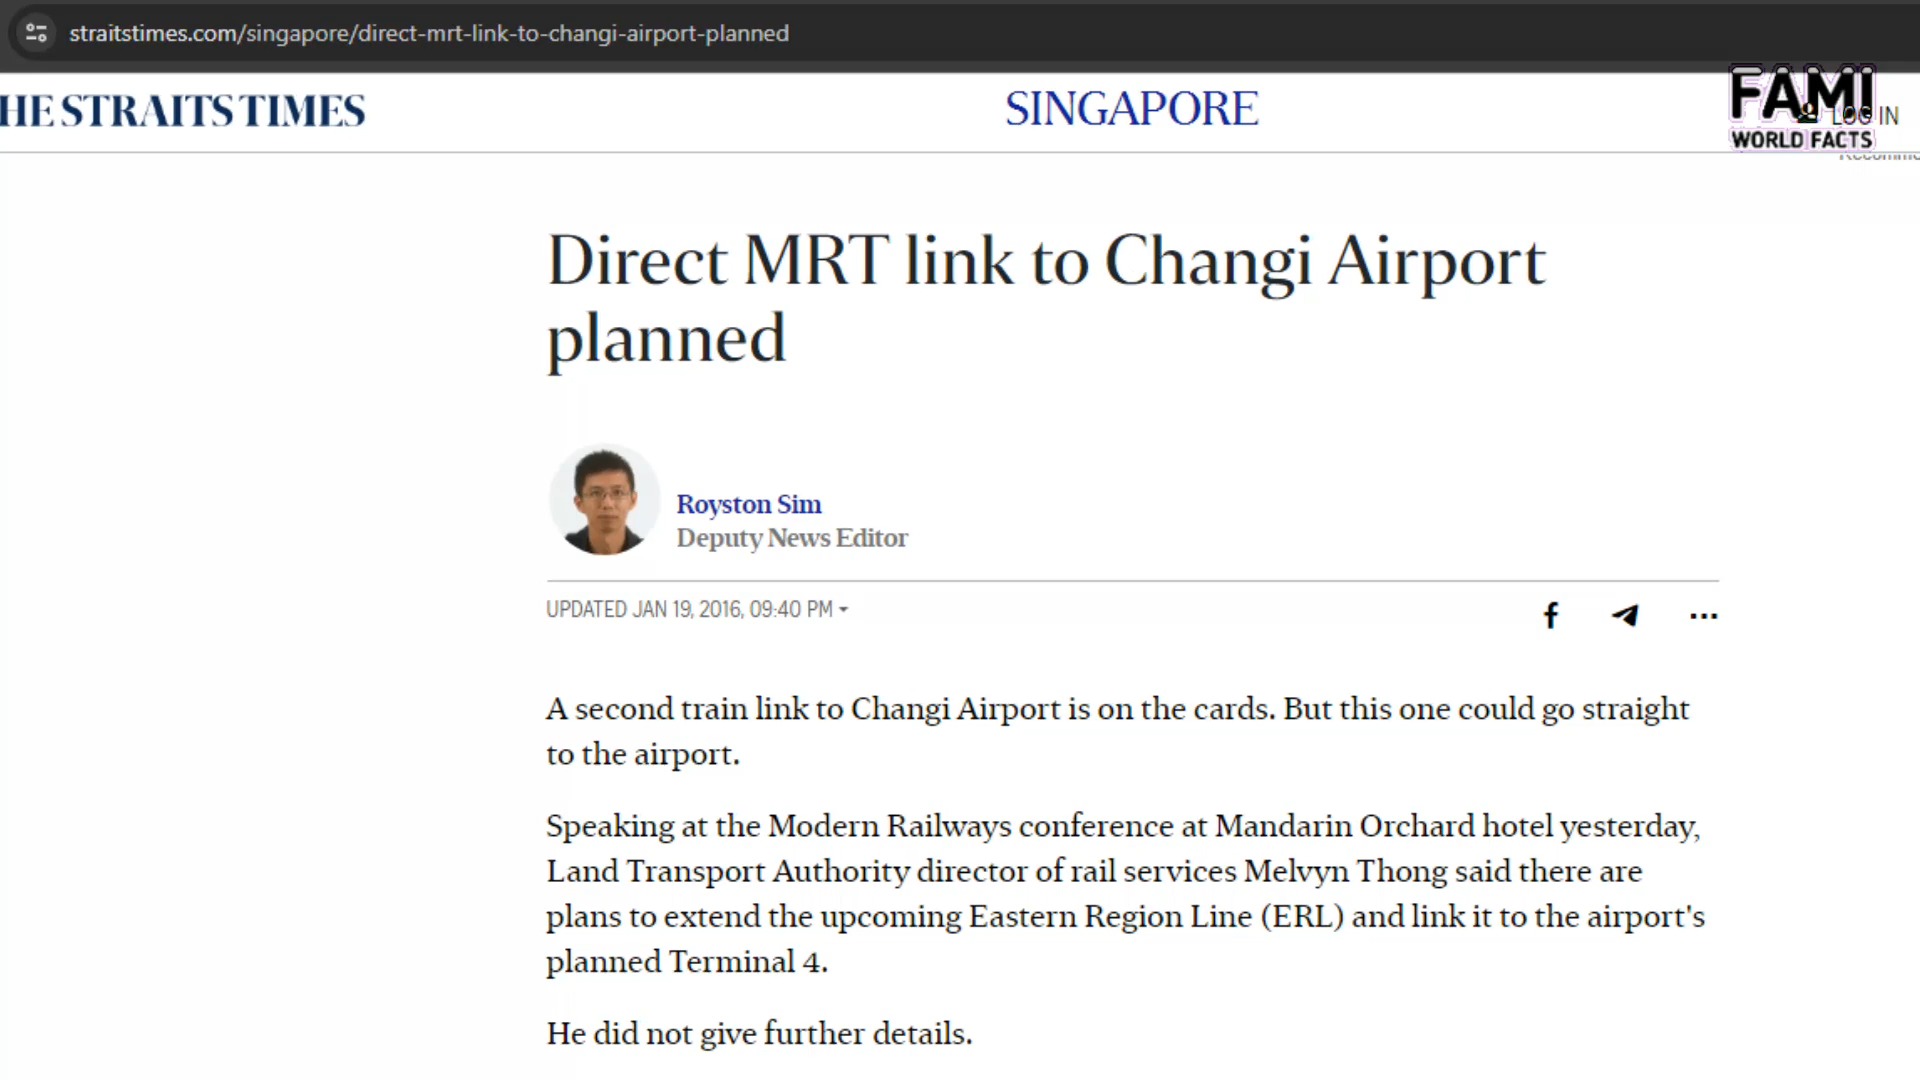 straitstimes.com/singapore/direct-mrt-link-to-changi-airport-planned
HE STRAITS TIMES
SINGAPORE
FAMI
WORLD FACTS
LOG IN
Direct MRT link to Changi Airport
planned
Royston Sim
Deputy News Editor
UPDATED JAN 19, 2016, 09:40 PM
A second train link to Changi Airport is on the cards. But this one could go straight
to the airport.
Speaking at the Modern Railways conference at Mandarin Orchard hotel yesterday,
Land Transport Authority director of rail services Melvyn Thong said there are
plans to extend the upcoming Eastern Region Line (ERL) and link it to the airport's
planned Terminal 4.
He did not give further details.